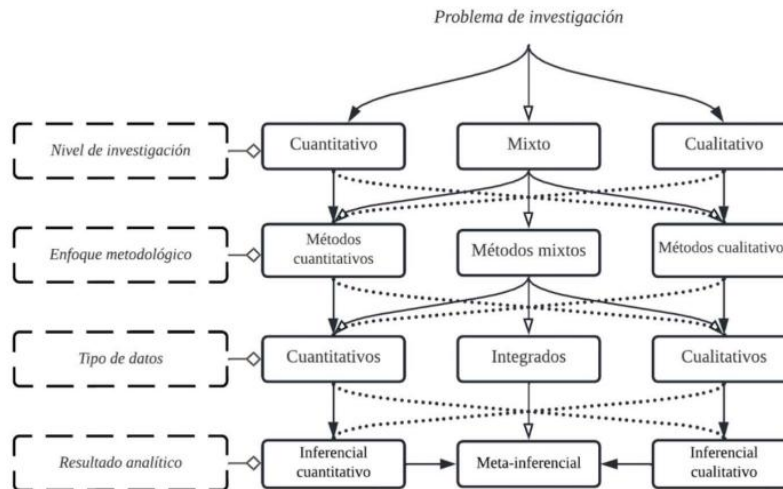 Problema de investigación
Nivel de investigación
Cuantitativo
Mixto
Cualitativo
Enfoque metodológico
Métodos
cuantitativos
Métodos mixtos
Métodos cualitativo
Tipo de datos
Cuantitativos
Integrados
Cualitativos
Resultado analítico
Inferencial
cuantitativo
Meta-inferencial
Inferencial
cualitativo